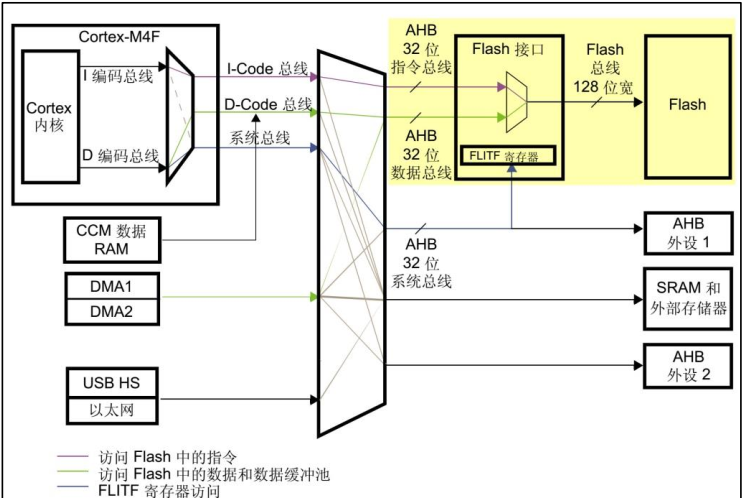 Cortex-M4F
I 编码总线
Cortex
内核
D 编码总线
I-Code 总线
D-Code 总线
系统总线
CCM 数据
RAM
DMA1
DMA2
USB HS
以太网
AHB
32 位
指令总线
AHB
32 位
数据总线
AHB
32 位
系统总线
Flash 接口
FLITF 寄存器
Flash
总线
128 位宽
Flash
AHB
外设 1
SRAM 和
外部存储器
AHB
外设 2
访问 Flash 中的指令
访问 Flash 中的数据和数据缓冲池
FLITF 寄存器访问